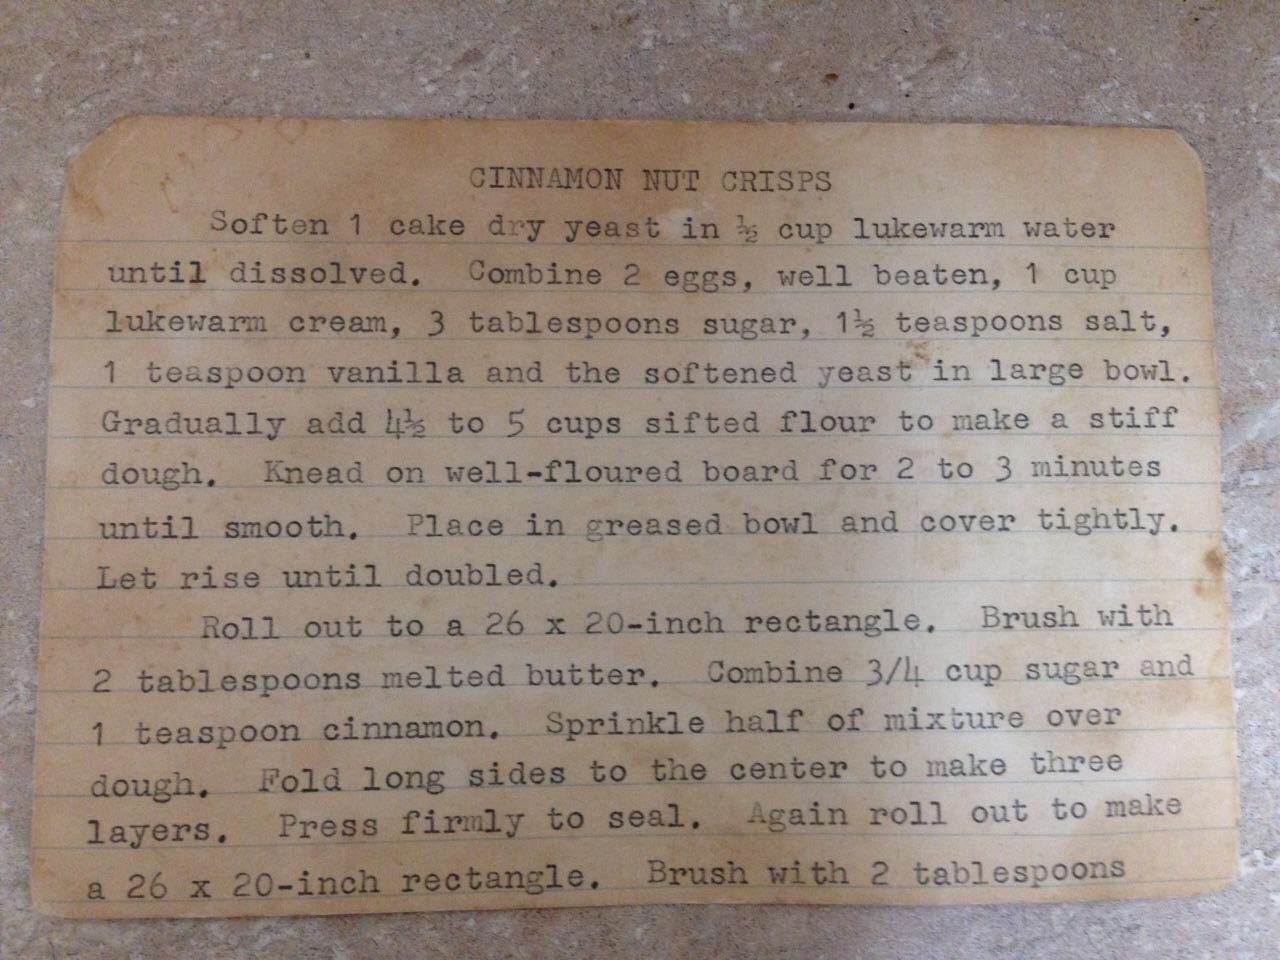 CINNAMON NUT CRISPS
Soften 1 cake dry yeast in ½ cup lukewarm water
until dissolved. Combine 2 eggs, well beaten, 1 cup
lukewarm cream, 3 tablespoons sugar, 1½ teaspoons salt,
1 teaspoon vanilla and the softened yeast in large bowl.
Gradually add 4½ to 5 cups sifted flour to make a stiff
dough. Knead on well-floured board for 2 to 3 minutes
until smooth. Place in greased bowl and cover tightly.
Let rise until doubled.
Roll out to a 26 x 20-inch rectangle. Brush with
2 tablespoons melted butter. Combine 3/4 cup sugar and
1 teaspoon cinnamon. Sprinkle half of mixture over
dough. Fold long sides to the center to make three
layers. Press firmly to seal. Again roll out to make
a 26 x 20-inch rectangle. Brush with 2 tablespoons